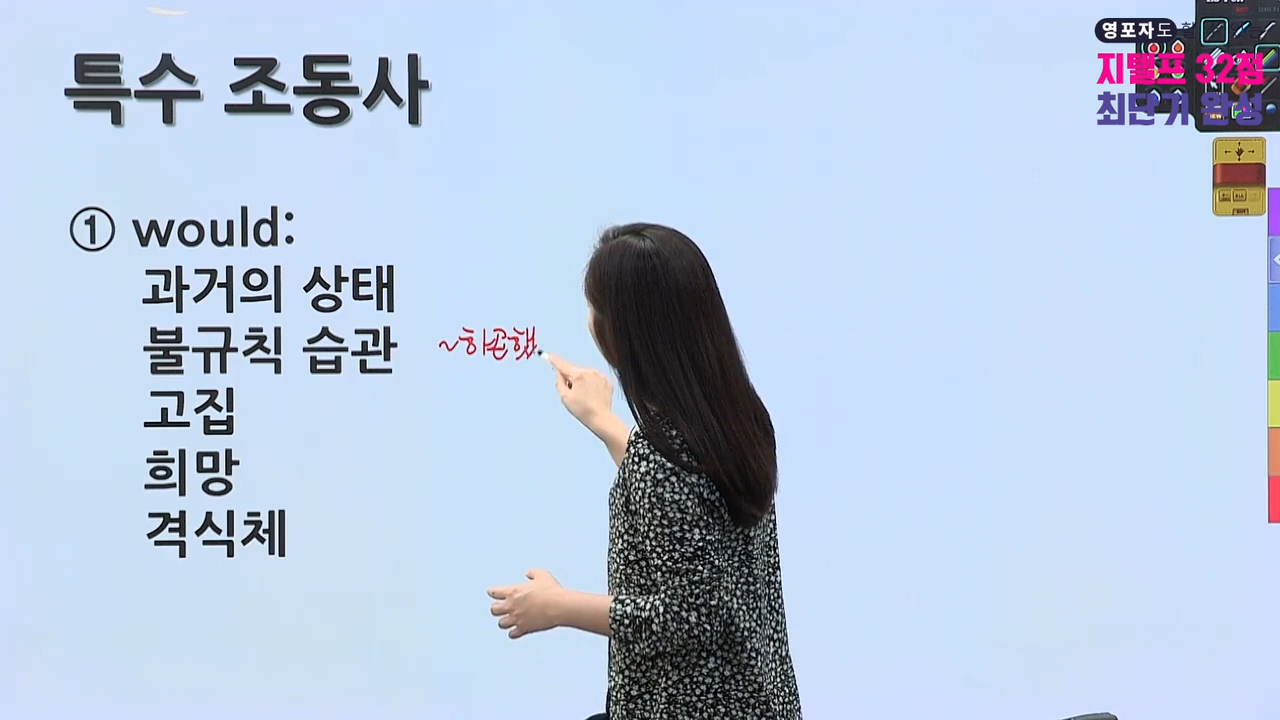 특수 조동사
영포자도
지텔프 32점
최단기 완성
① would:
과거의 상태
불규칙 습관 ~하곤했
고집
희망
격식체